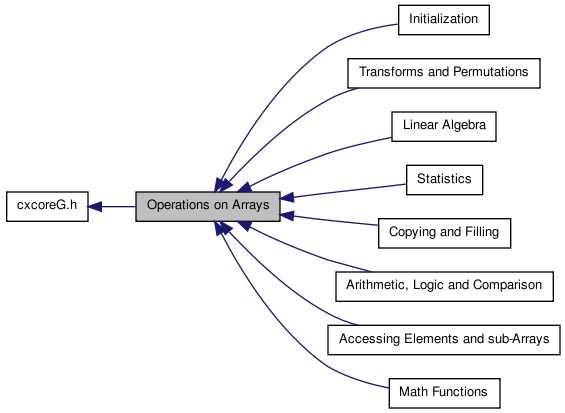 Initialization
Transforms and Permutations
Linear Algebra
Statistics
cxcoreG.h
Operations on Arrays
Copying and Filling
Arithmetic, Logic and Comparison
Accessing Elements and sub-Arrays
Math Functions